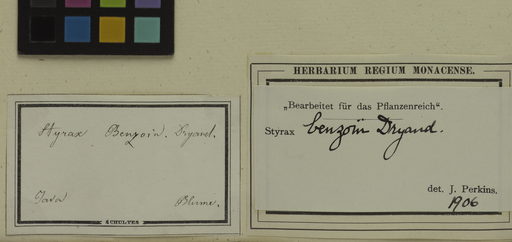 Styrax Benzoin. Dryand.
Java
Blume.
SCHULTES
HERBARIUM REGIUM MONACENSE.
„Bearbeitet für das Pflanzenreich“.
Styrax benzoin Dryand.
det. J. Perkins.
1906